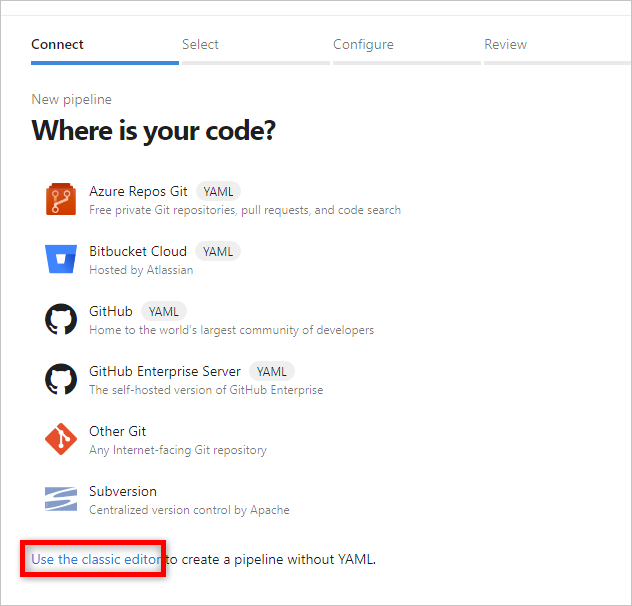 Connect Select Configure Review
New pipeline
Where is your code?
Azure Repos Git YAML
Free private Git repositories, pull requests, and code search
Bitbucket Cloud YAML
Hosted by Atlassian
GitHub YAML
Home to the world's largest community of developers
GitHub Enterprise Server YAML
The self-hosted version of GitHub Enterprise
Other Git
Any Internet-facing Git repository
Subversion
Centralized version control by Apache
Use the classic editor to create a pipeline without YAML.